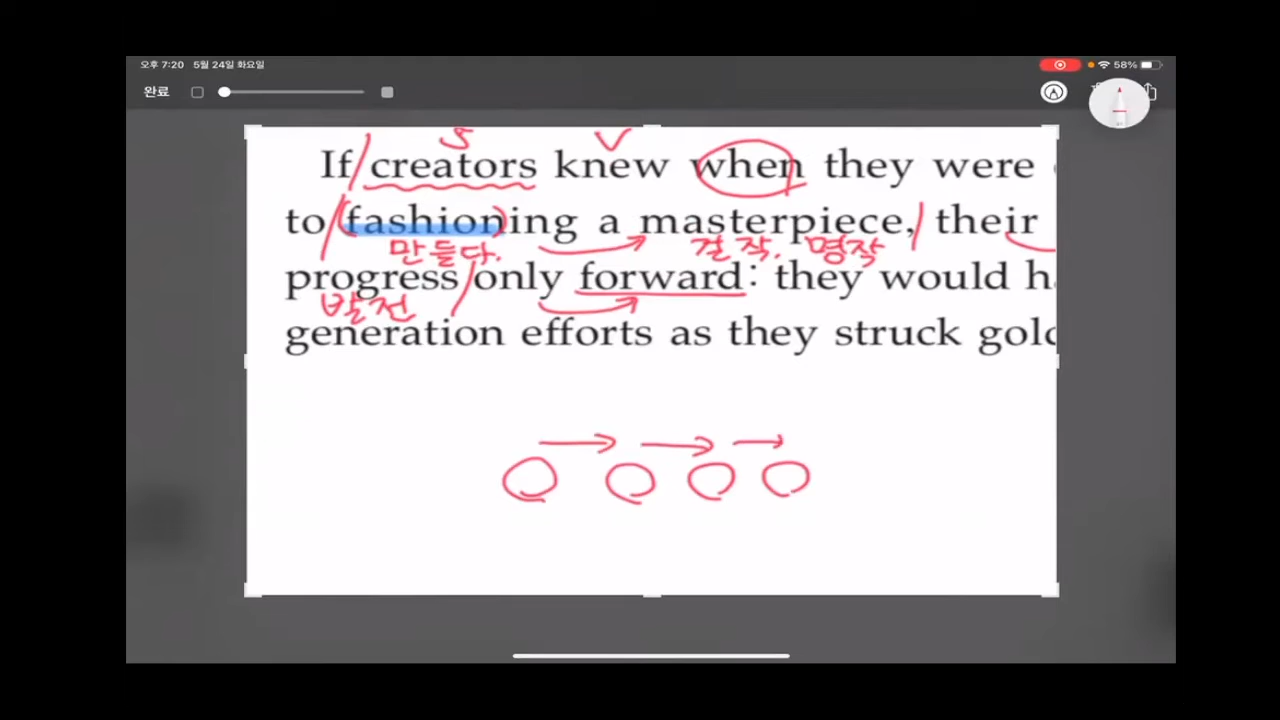 오후 7:20 5월 24일 화요일
58%
완료
S V
If creators knew when they were
to fashioning a masterpiece, their
만들다. 걸작. 명작
progress only forward: they would
발전
generation efforts as they struck gold